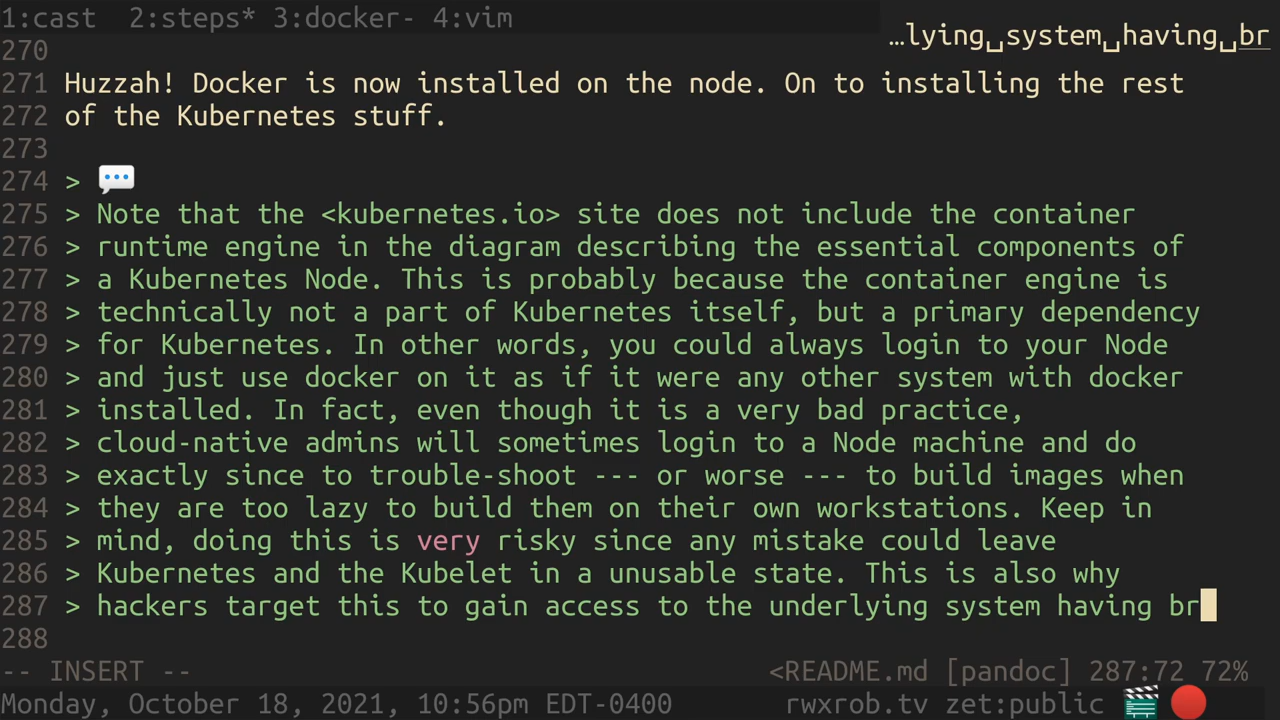 1:cast  2:steps* 3:docker- 4:vim
…lying␣system␣having␣br
270
271 Huzzah! Docker is now installed on the node. On to installing the rest
272 of the Kubernetes stuff.
273
274 > 💬
275 > Note that the <kubernetes.io> site does not include the container
276 > runtime engine in the diagram describing the essential components of
277 > a Kubernetes Node. This is probably because the container engine is
278 > technically not a part of Kubernetes itself, but a primary dependency
279 > for Kubernetes. In other words, you could always login to your Node
280 > and just use docker on it as if it were any other system with docker
281 > installed. In fact, even though it is a very bad practice,
282 > cloud-native admins will sometimes login to a Node machine and do
283 > exactly since to trouble-shoot --- or worse --- to build images when
284 > they are too lazy to build them on their own workstations. Keep in
285 > mind, doing this is very risky since any mistake could leave
286 > Kubernetes and the Kubelet in a unusable state. This is also why
287 > hackers target this to gain access to the underlying system having br
288
-- INSERT -- <README.md [pandoc] 287:72 72%
Monday, October 18, 2021, 10:56pm EDT-0400 rwxrob.tv zet:public 🎬 🔴